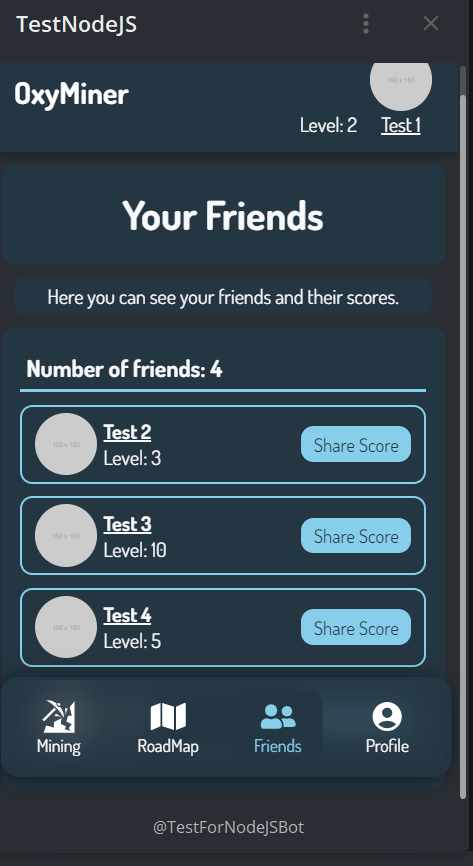 TestNodeJS
OxyMiner
150 x 150
Level: 2 Test 1
Your Friends
Here you can see your friends and their scores.
Number of friends: 4
150 x 150
Test 2
Level: 3
Share Score
150 x 150
Test 3
Level: 10
Share Score
150 x 150
Test 4
Level: 5
Share Score
Mining RoadMap Friends Profile
@TestForNodeJSBot